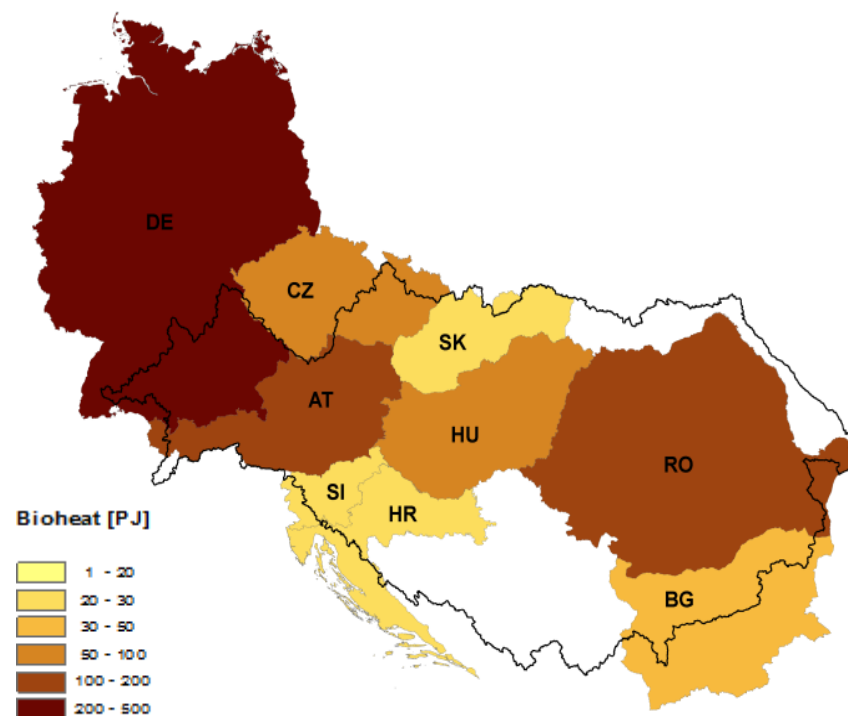 DE
CZ
SK
AT
HU
RO
SI
HR
BG
Bioheat [PJ]
1 - 20
20 - 30
30 - 50
50 - 100
100 - 200
200 - 500